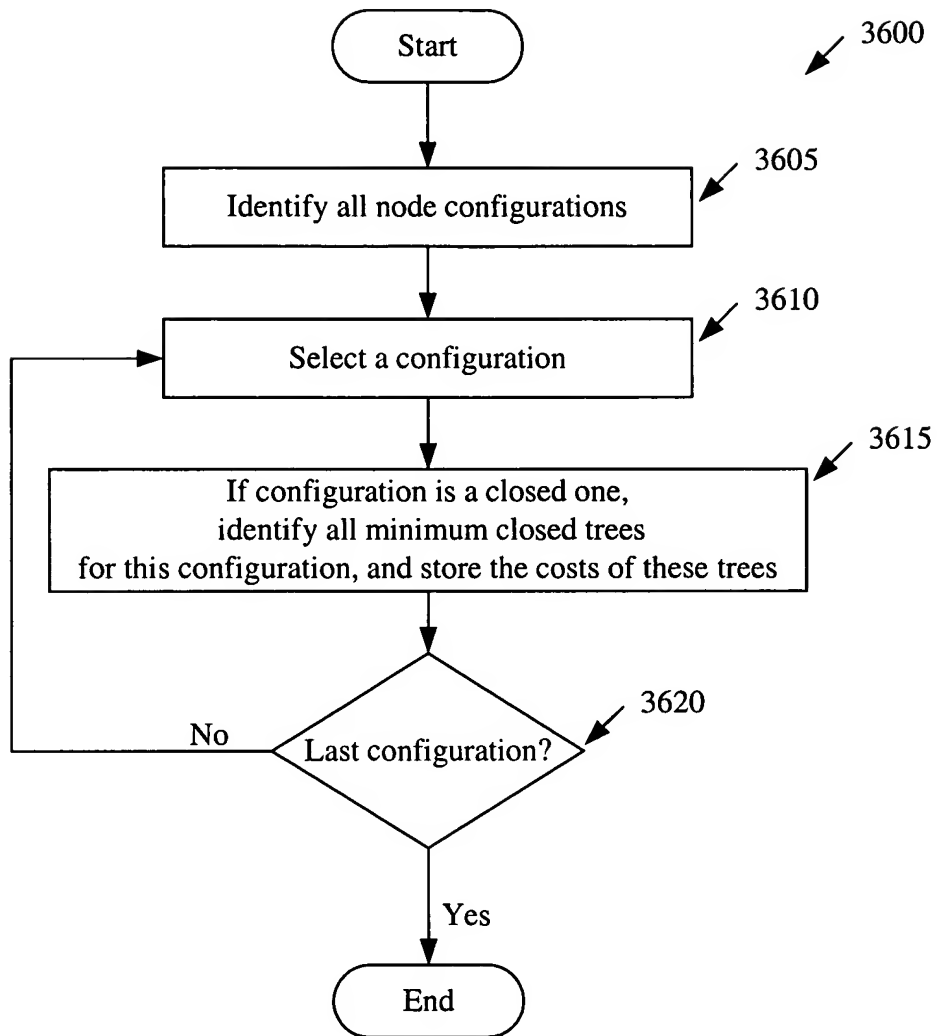 Start
3600
3605
Identify all node configurations
3610
Select a configuration
3615
If configuration is a closed one,
identify all minimum closed trees
for this configuration, and store the costs of these trees
3620
No
Last configuration?
Yes
End